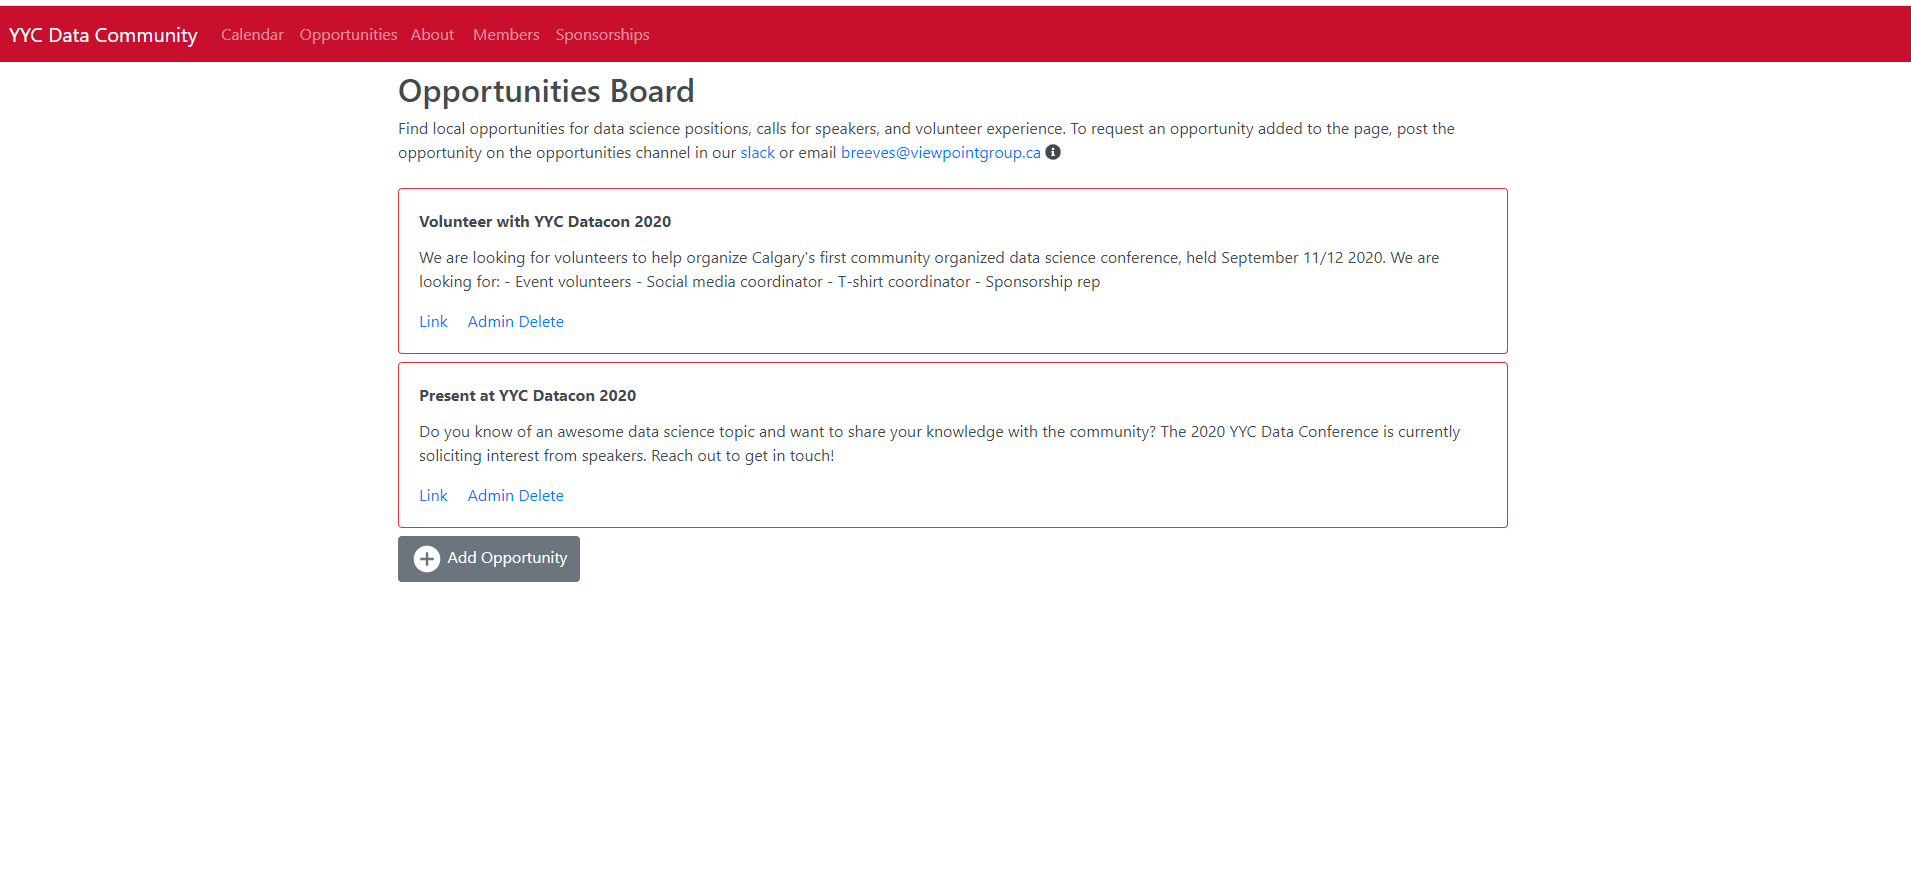 YYC Data Community Calendar Opportunities About Members Sponsorships
Opportunities Board
Find local opportunities for data science positions, calls for speakers, and volunteer experience. To request an opportunity added to the page, post the
opportunity on the opportunities channel in our slack or email breeves@viewpointgroup.ca
Volunteer with YYC Datacon 2020
We are looking for volunteers to help organize Calgary's first community organized data science conference, held September 11/12 2020. We are
looking for: - Event volunteers - Social media coordinator - T-shirt coordinator - Sponsorship rep
Link Admin Delete
Present at YYC Datacon 2020
Do you know of an awesome data science topic and want to share your knowledge with the community? The 2020 YYC Data Conference is currently
soliciting interest from speakers. Reach out to get in touch!
Link Admin Delete
Add Opportunity